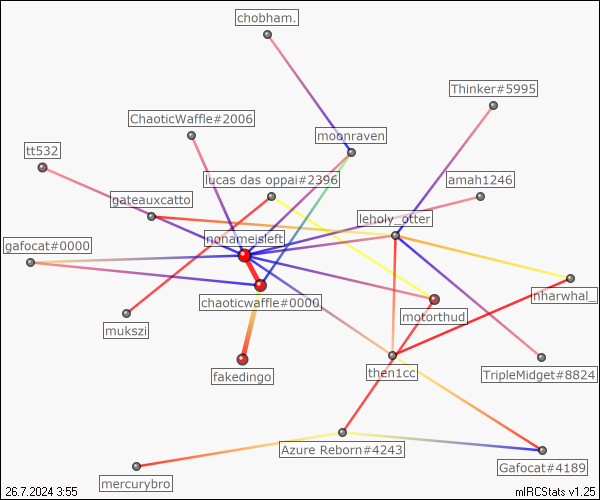 chobham.
Thinker#5995
ChaoticWaffle#2006
moonraven
tt532
lucas das oppai#2396
amah1246
gateauxcatto
leholy_otter
nonamejsleft
gafocat#0000
chaoticwaffle#0000
nharwhal_
motorthud
mukszi
fakedingo
then1cc
TripleMidget#8824
Azure Reborn#4243
Gafocat#4189
mercurybro
26.7.2024 3:55
mIRCStats v1.25